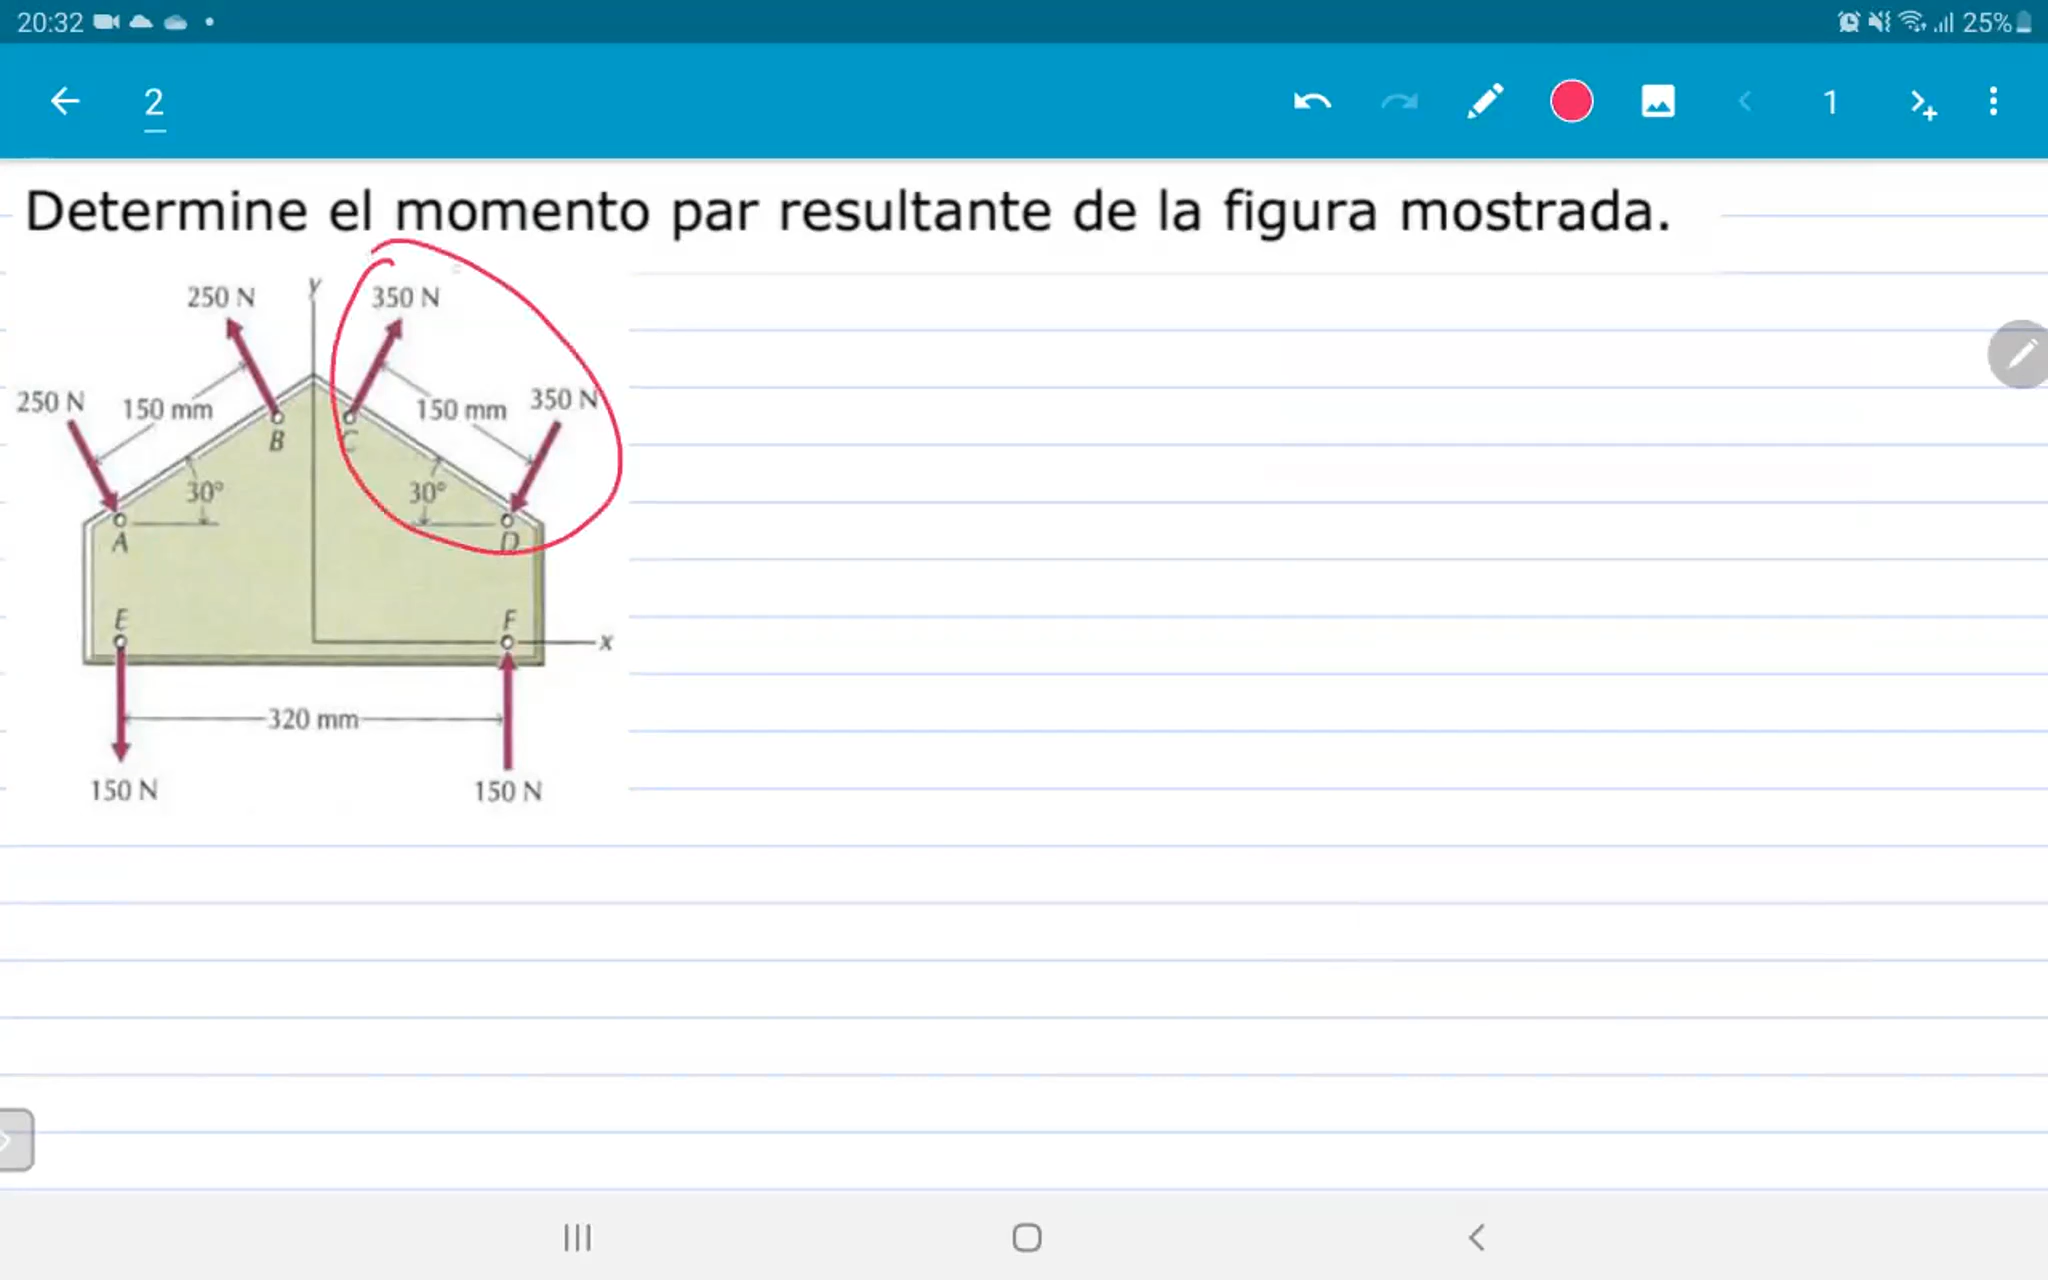 20:32
25%
2
1
Determine el momento par resultante de la figura mostrada.
250 N
y
350 N
250 N
150 mm
150 mm
350 N
B
C
30°
30°
A
D
E
F
x
320 mm
150 N
150 N